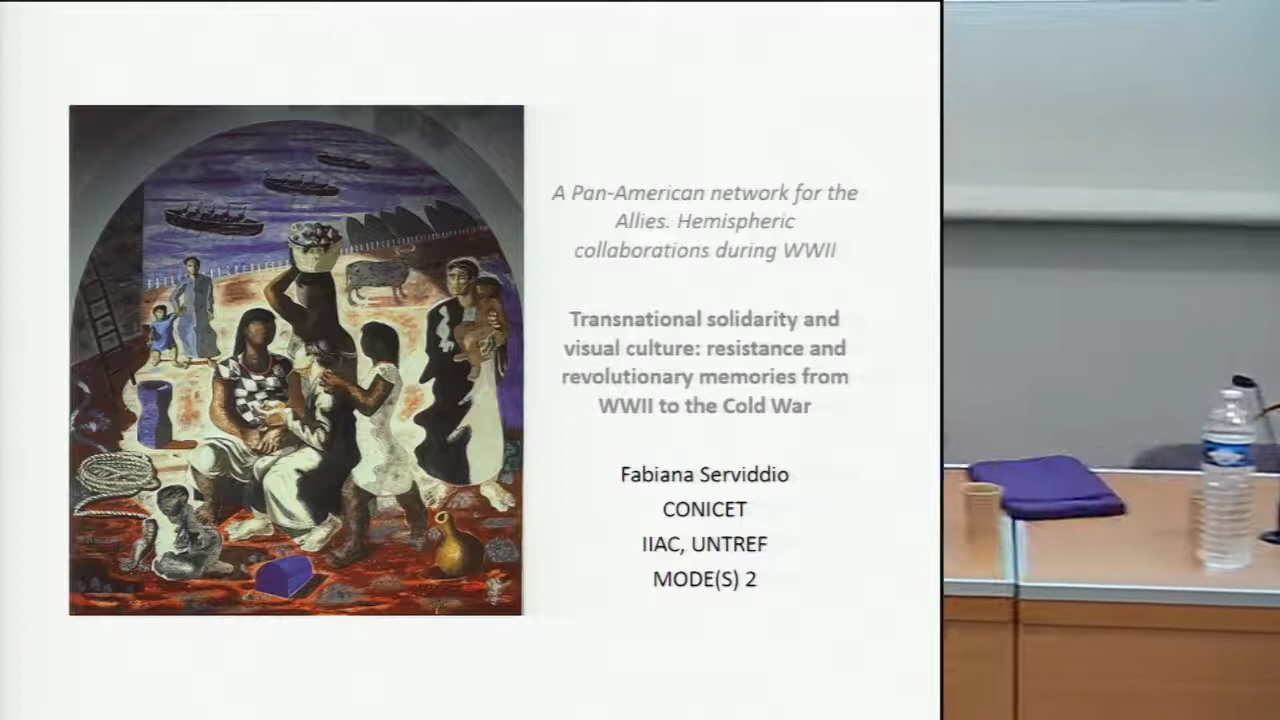 A Pan-American network for the
Allies. Hemispheric
collaborations during WWII
Transnational solidarity and
visual culture: resistance and
revolutionary memories from
WWII to the Cold War
Fabiana Serviddio
CONICET
IIAC, UNTREF
MODE(S) 2